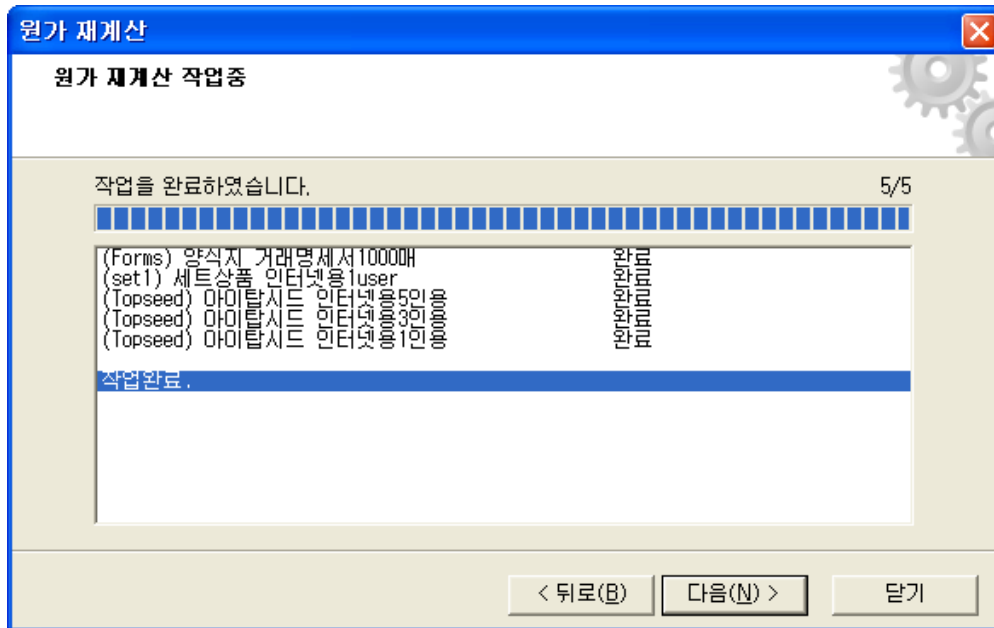 원가 재계산
원가 재계산 작업중
작업을 완료하였습니다. 5/5
(Forms) 양식지 거래명세서1000매 완료
(set1) 세트상품 인터넷용1user 완료
(Topseed) 아이탑시드 인터넷용5인용 완료
(Topseed) 아이탑시드 인터넷용3인용 완료
(Topseed) 아이탑시드 인터넷용1인용 완료
작업완료.
< 뒤로(B) 다음(N) > 닫기